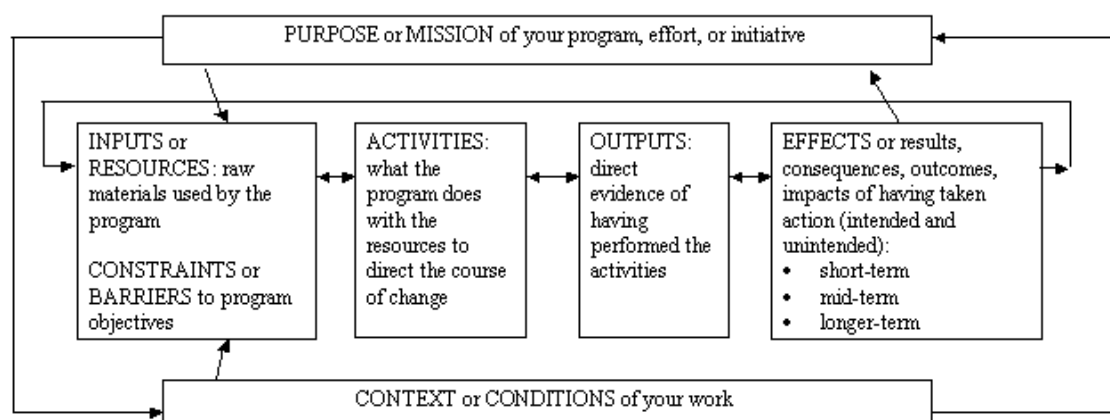 PURPOSE or MISSION of your program, effort, or initiative
INPUTS or
RESOURCES: raw
materials used by the
program
CONSTRAINTS or
BARRIERS to program
objectives
ACTIVITIES:
what the
program does
with the
resources to
direct the course
of change
OUTPUTS:
direct
evidence of
having
performed the
activities
EFFECTS or results,
consequences, outcomes,
impacts of having taken
action (intended and
unintended):
• short-term
• mid-term
• longer-term
CONTEXT or CONDITIONS of your work